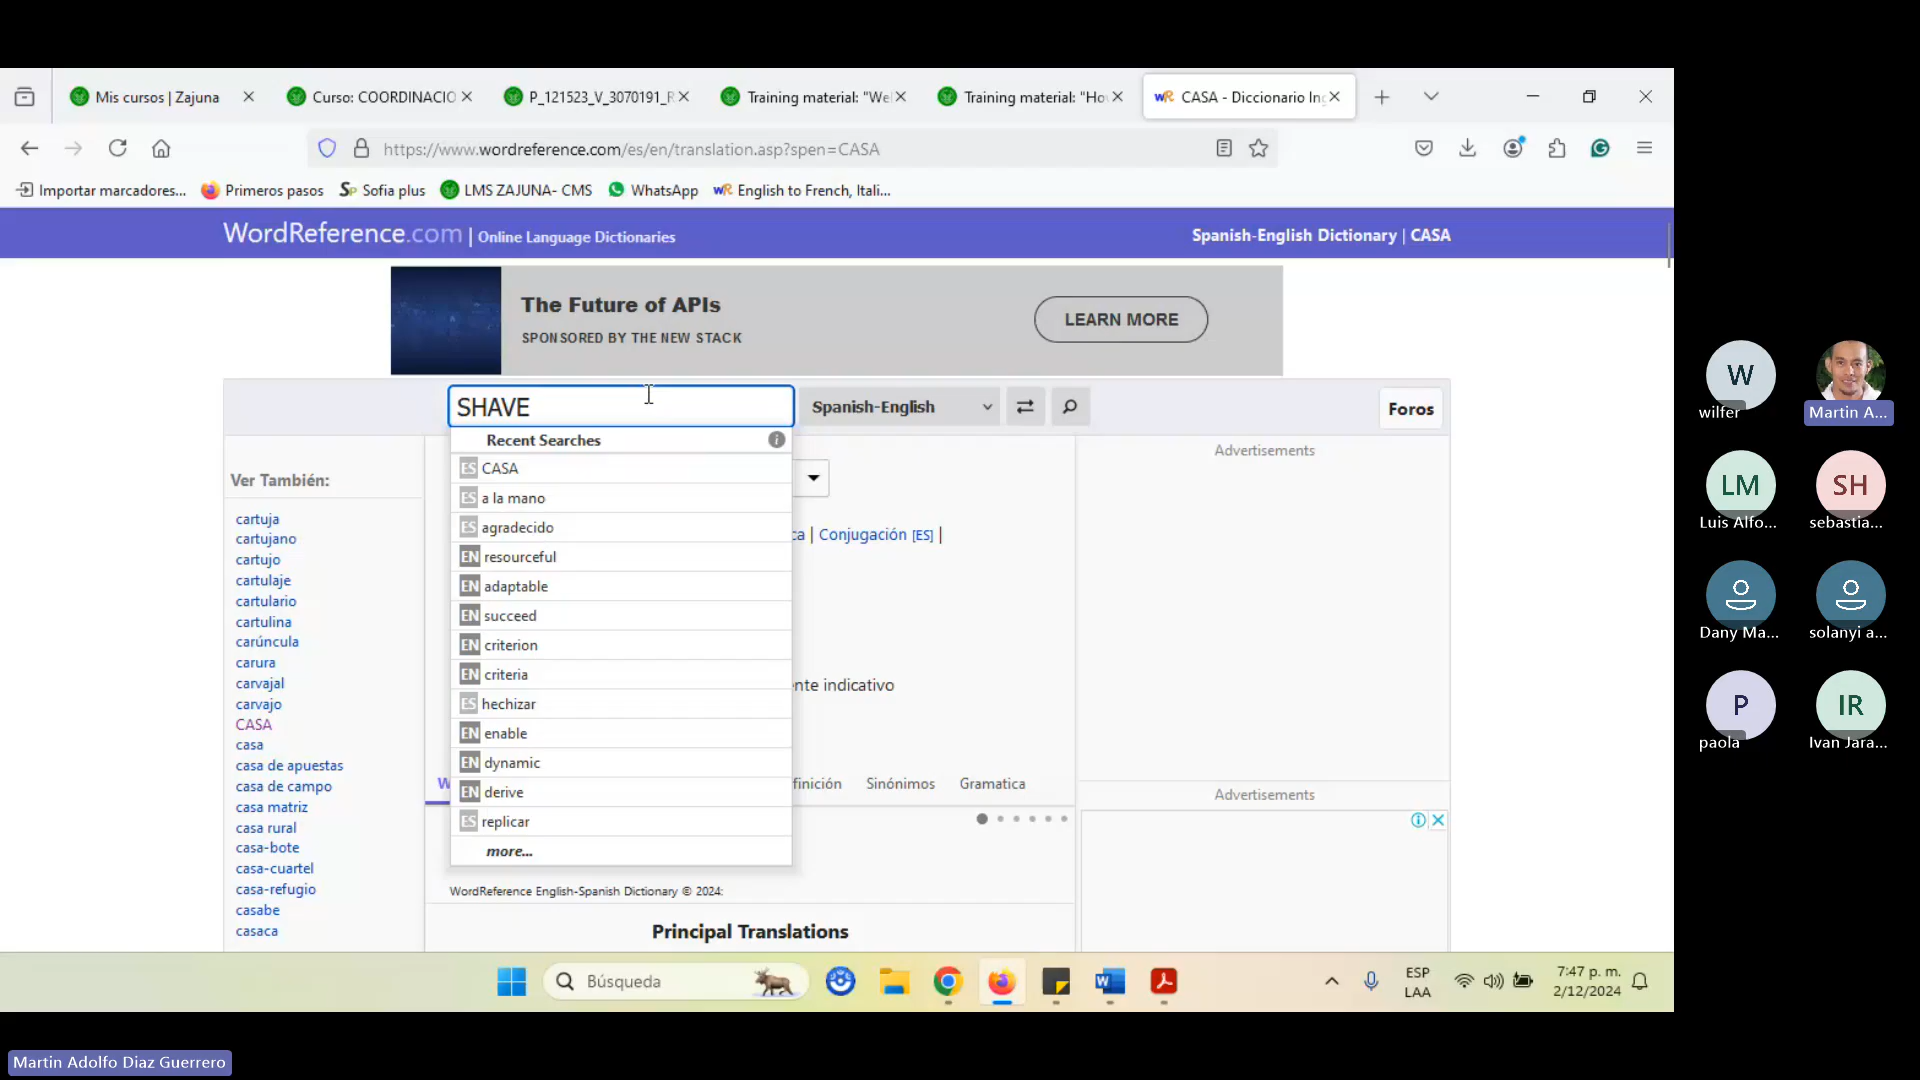 Mis cursos | Zajuna
Curso: COORDINACIO
P_121523_V_3070191_R
Training material: "Wel
Training material: "Ho
wR CASA - Diccionario Ing
https://www.wordreference.com/es/en/translation.asp?spen=CASA
Importar marcadores...
Primeros pasos
Sofia plus
LMS ZAJUNA- CMS
WhatsApp
wR English to French, Itali...
WordReference.com | Online Language Dictionaries
Spanish-English Dictionary | CASA
The Future of APIs
SPONSORED BY THE NEW STACK
LEARN MORE
SHAVE
Spanish-English
Foros
Recent Searches
ES CASA
ES a la mano
ES agradecido
EN resourceful
EN adaptable
EN succeed
EN criterion
EN criteria
ES hechizar
EN enable
EN dynamic
EN derive
ES replicar
more...
Ver También:
cartuja
cartujano
cartujo
cartulaje
cartulario
cartulina
carúncula
carura
carvajal
carvajo
CASA
casa
casa de apuestas
casa de campo
casa matriz
casa rural
casa-bote
casa-cuartel
casa-refugio
casabe
casaca
ca | Conjugación [ES] |
nte indicativo
W
finición
Sinónimos
Gramatica
WordReference English-Spanish Dictionary © 2024:
Principal Translations
Advertisements
Advertisements
W
wilfer
Martin A...
LM
Luis Alfo...
SH
sebastia...
Dany Ma...
solanyi a...
P
paola
IR
Ivan Jara...
Búsqueda
ESP
LAA
7:47 p. m.
2/12/2024
Martin Adolfo Diaz Guerrero